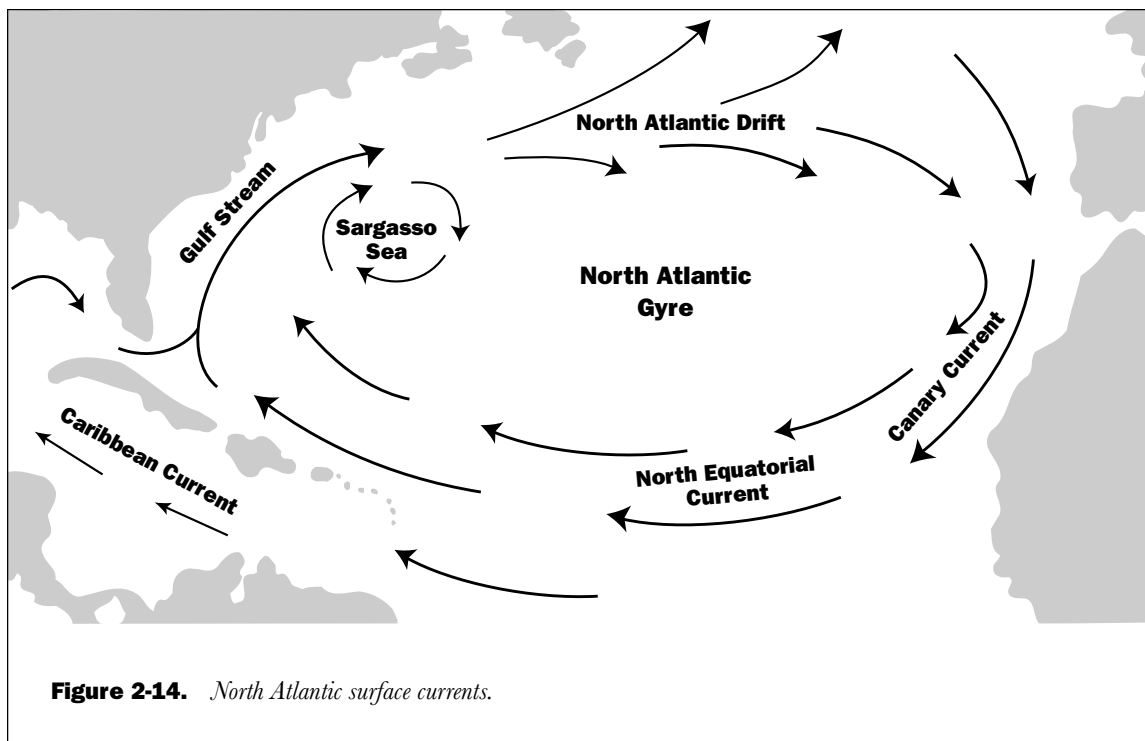 North Atlantic Drift
Gulf Stream
Sargasso
Sea
North Atlantic
Gyre
Canary Current
Caribbean Current
North Equatorial
Current
Figure 2-14. North Atlantic surface currents.